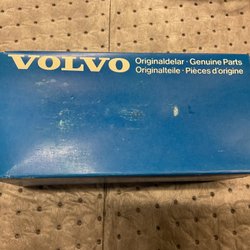 VOLVO
Originaldelar · Genuine Parts
Originalteile · Pièces d'origine